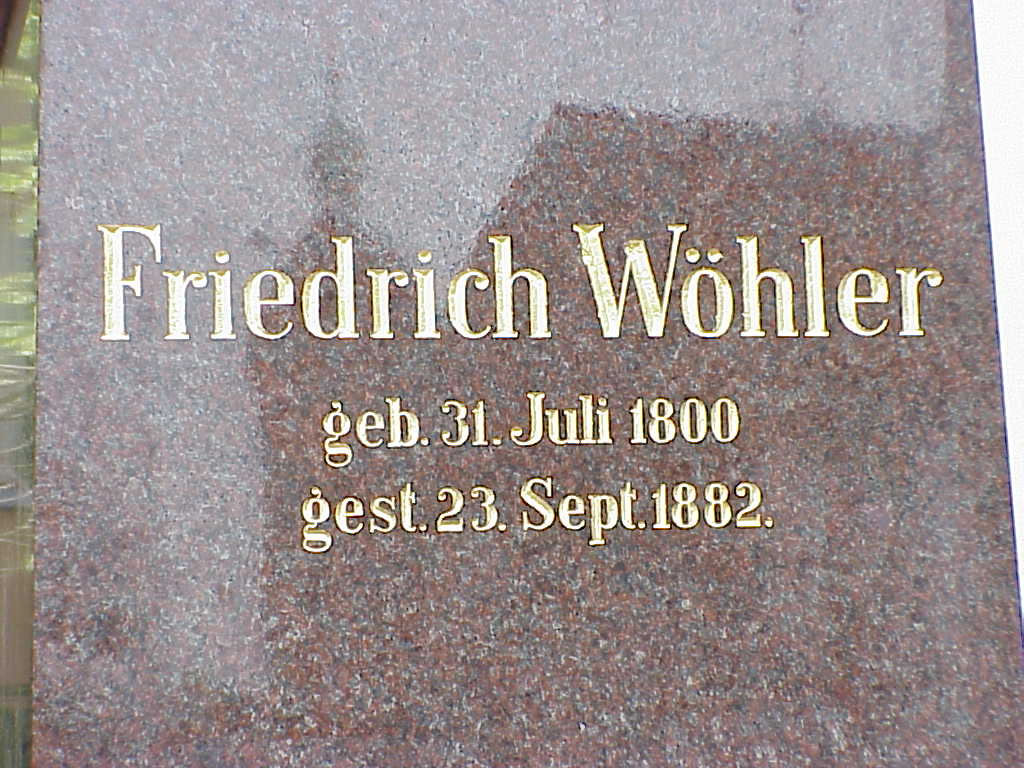 Friedrich Wöhler
geb. 31. Juli 1800
gest. 23. Sept. 1882.